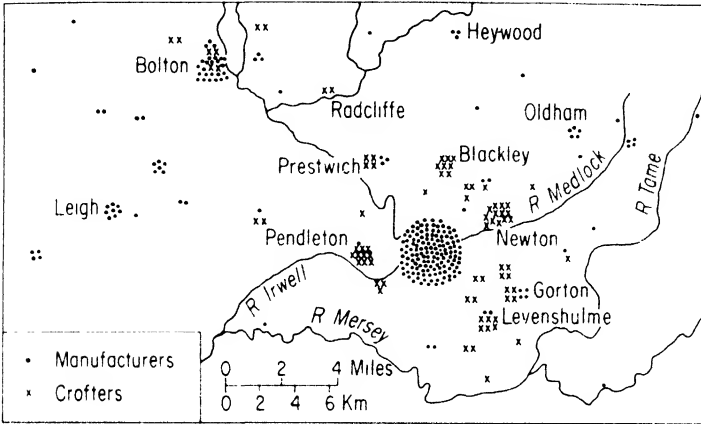 Heywood
Bolton
Radcliffe
Oldham
Prestwich
Blackley
R Medlock
R Tame
Leigh
Pendleton
Newton
R Irwell
Gorton
R Mersey
Levenshulme
• Manufacturers
x Crofters
0 2 4 Miles
0 2 4 6 Km